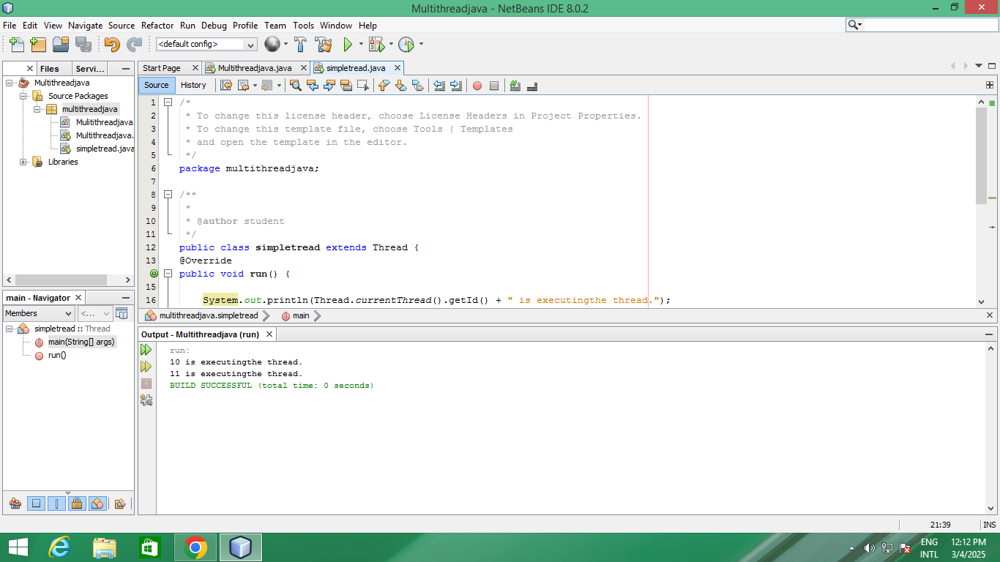 Multithreadjava - NetBeans IDE 8.0.2
File Edit View Navigate Source Refactor Run Debug Profile Team Tools Window Help
<default config>
Files Servi...
Multithreadjava
Source Packages
multithreadjava
Mulitithreadjava
Multithreadjava.
simpletread.java
Libraries
main - Navigator
Members <...
simpletread :: Thread
main(String[] args)
run()
Start Page Multithreadjava.java simpletread.java
Source History
1 /*
2 * To change this license header, choose License Headers in Project Properties.
3 * To change this template file, choose Tools | Templates
4 * and open the template in the editor.
5 */
6 package multithreadjava;
7
8 /**
9 *
10 * @author student
11 */
12 public class simpletread extends Thread {
13 @Override
public void run() {
15
16 System.out.println(Thread.currentThread().getId() + " is executingthe thread.");
multithreadjava.simpletread main
Output - Multithreadjava (run)
run:
10 is executingthe thread.
11 is executingthe thread.
BUILD SUCCESSFUL (total time: 0 seconds)
21:39 INS
ENG 12:12 PM
INTL 3/4/2025